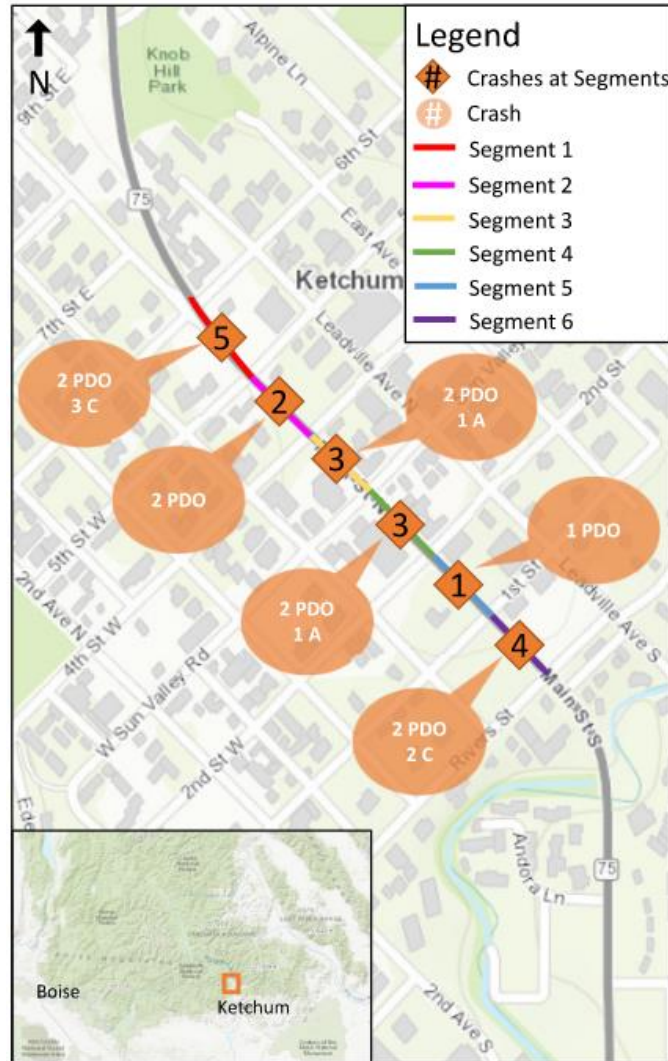 N
Knob
Hill
Park
Alpine Ln
9th St E
6th St
75
East Ave
Ketchum
7th St E
Leadville Ave N
Legend
# Crashes at Segments
# Crash
Segment 1
Segment 2
Segment 3
Segment 4
Segment 5
Segment 6
2nd St
5
2 PDO
3 C
2
2 PDO
1 A
3
2 PDO
3
1 PDO
5th St W
2nd Ave N
4th St W
1
1st St
Leadville Ave S
2 PDO
1 A
4
Main St S
W Sun Valley Rd
2 PDO
2 C
Rivers St
2nd St W
Andora Ln
75
2nd Ave S
Boise
Ketchum